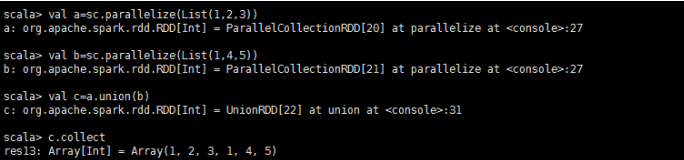 scala> val a=sc.parallelize(List(1,2,3))
a: org.apache.spark.rdd.RDD[Int] = ParallelCollectionRDD[20] at parallelize at <console>:27
scala> val b=sc.parallelize(List(1,4,5))
b: org.apache.spark.rdd.RDD[Int] = ParallelCollectionRDD[21] at parallelize at <console>:27
scala> val c=a.union(b)
c: org.apache.spark.rdd.RDD[Int] = UnionRDD[22] at union at <console>:31
scala> c.collect
res13: Array[Int] = Array(1, 2, 3, 1, 4, 5)